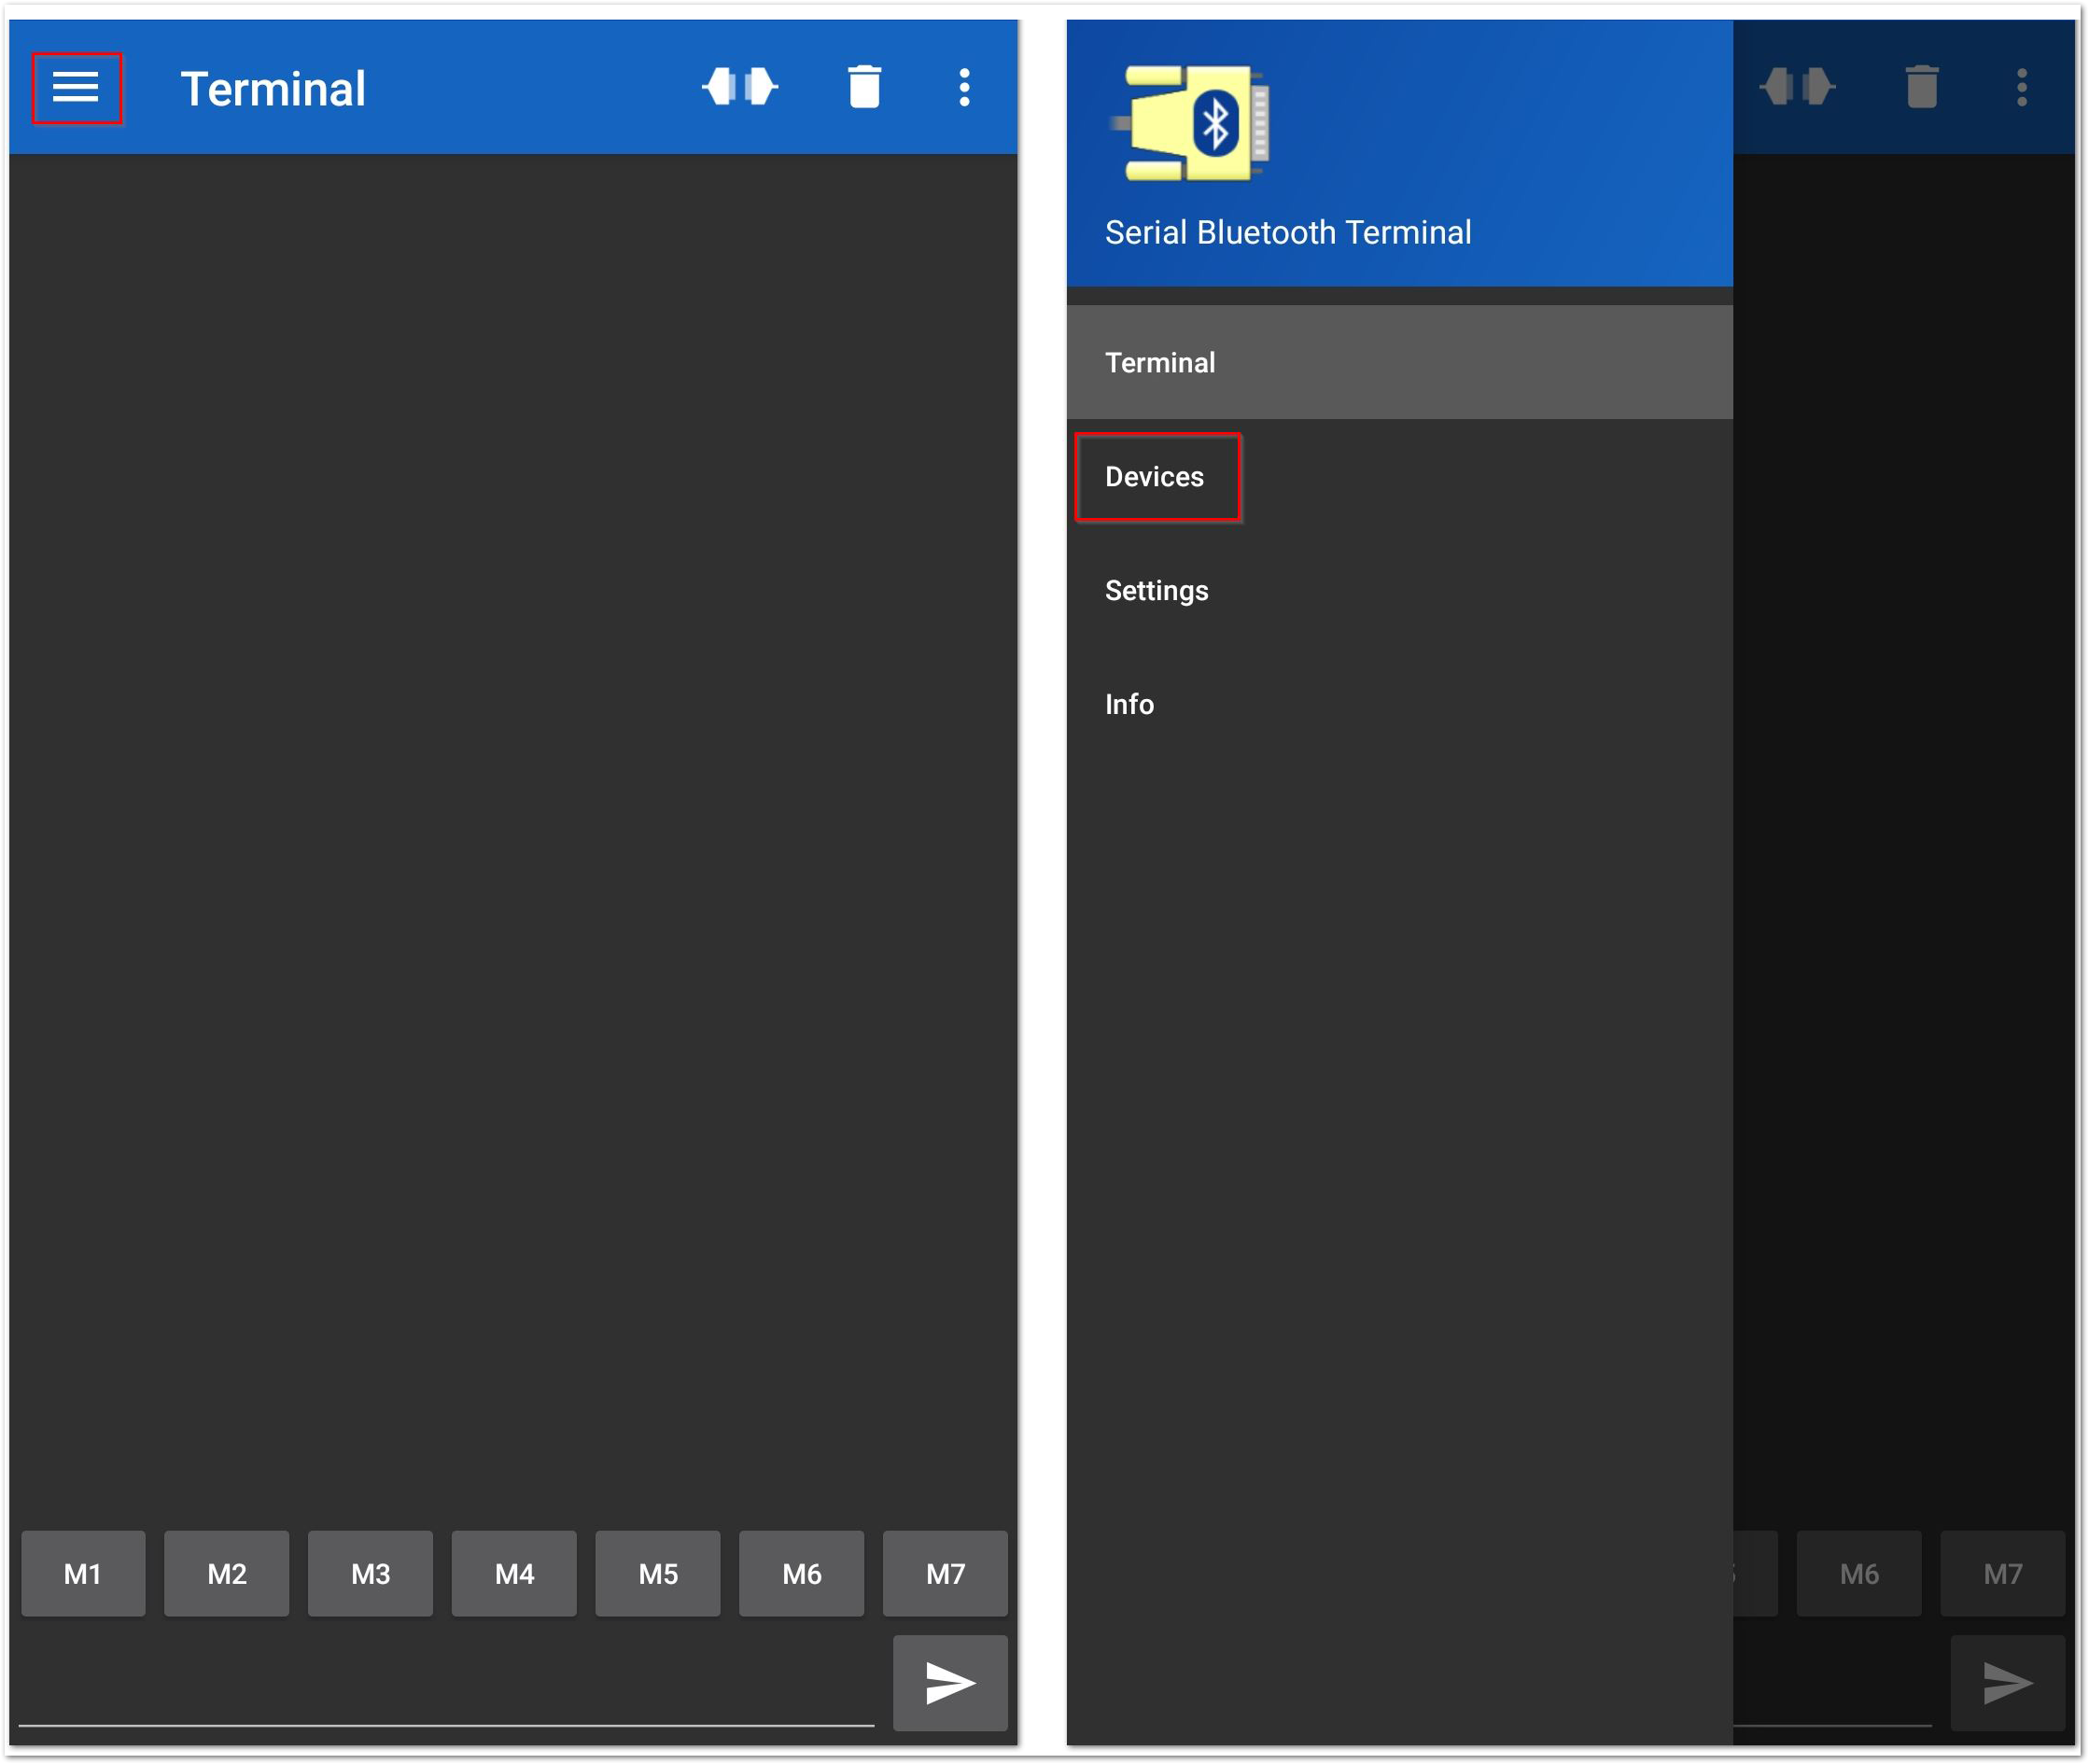 Terminal
M1 M2 M3 M4 M5 M6 M7
Serial Bluetooth Terminal
Terminal
Devices
Settings
Info
M6 M7